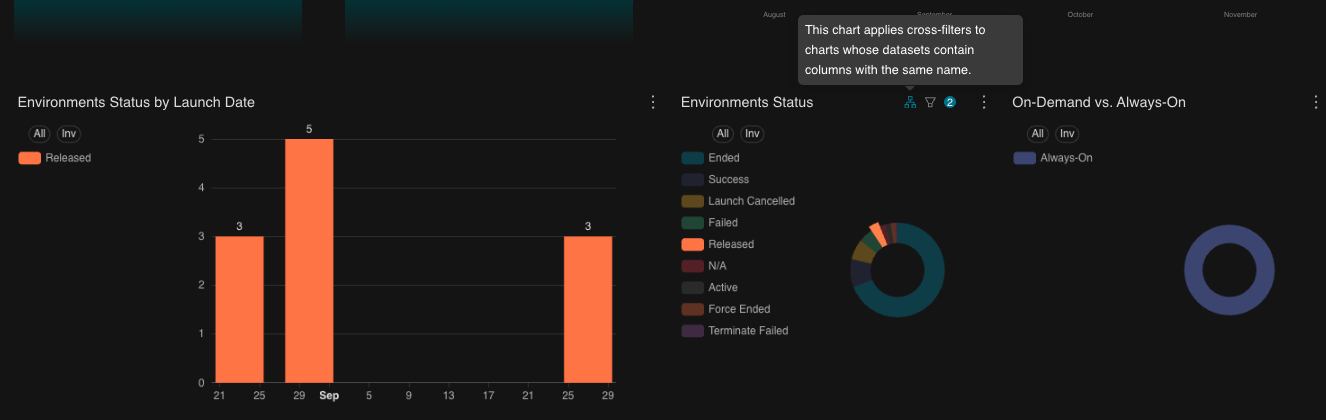 August
September
October
November
This chart applies cross-filters to
charts whose datasets contain
columns with the same name.
Environments Status by Launch Date
All
Inv
Released
5
4
3
2
1
0
3
5
3
21
25
29
Sep
5
9
13
17
21
25
29
Environments Status
2
All
Inv
Ended
Success
Launch Cancelled
Failed
Released
N/A
Active
Force Ended
Terminate Failed
On-Demand vs. Always-On
All
Inv
Always-On